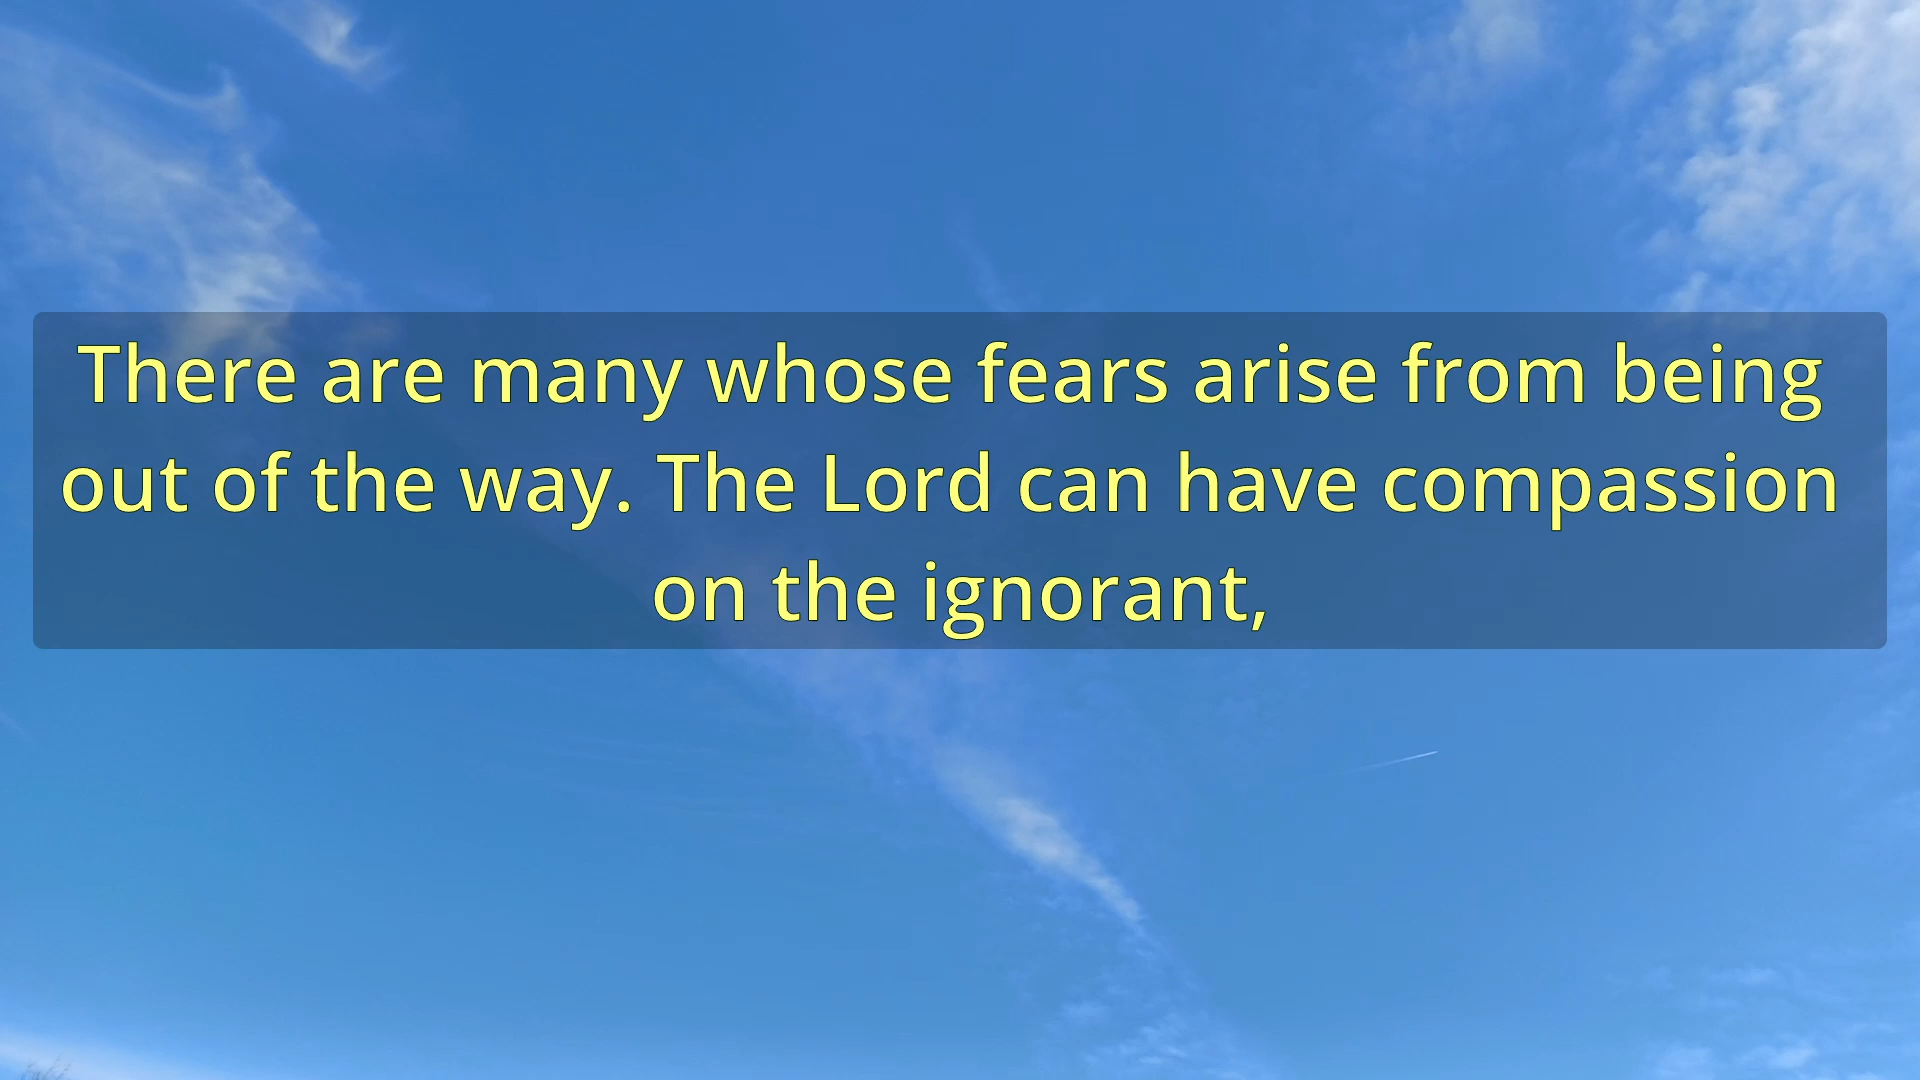 There are many whose fears arise from being
out of the way. The Lord can have compassion
on the ignorant,